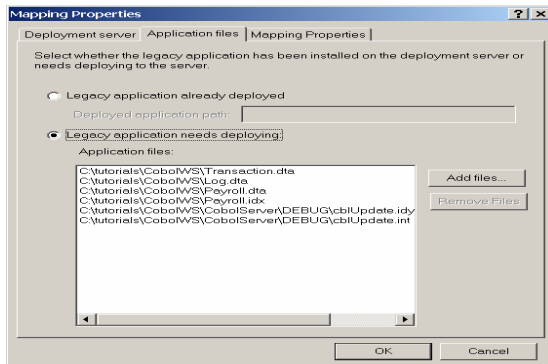 Mapping Properties
Deployment server
Application files
Mapping Properties
Select whether the legacy application has been installed on the deployment server or
needs deploying to the server.
Legacy application already deployed
Deployed application path:
Legacy application needs deploying:
Application files:
C:\tutorials\CobolWS\Transaction.dta
C:\tutorials\CobolWS\Log.dta
C:\tutorials\CobolWS\Payroll.dta
C:\tutorials\CobolWS\Payroll.idx
C:\tutorials\CobolWS\CobolServer\DEBUG\cblUpdate.idy
C:\tutorials\CobolWS\CobolServer\DEBUG\cblUpdate.int
Add files...
Remove Files
OK
Cancel